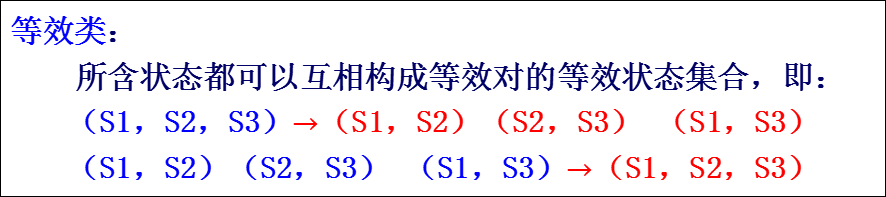 等效类：
所含状态都可以互相构成等效对的等效状态集合，即：
（S1，S2，S3）→（S1，S2）（S2，S3） （S1，S3）
（S1，S2）（S2，S3） （S1，S3）→（S1，S2，S3）